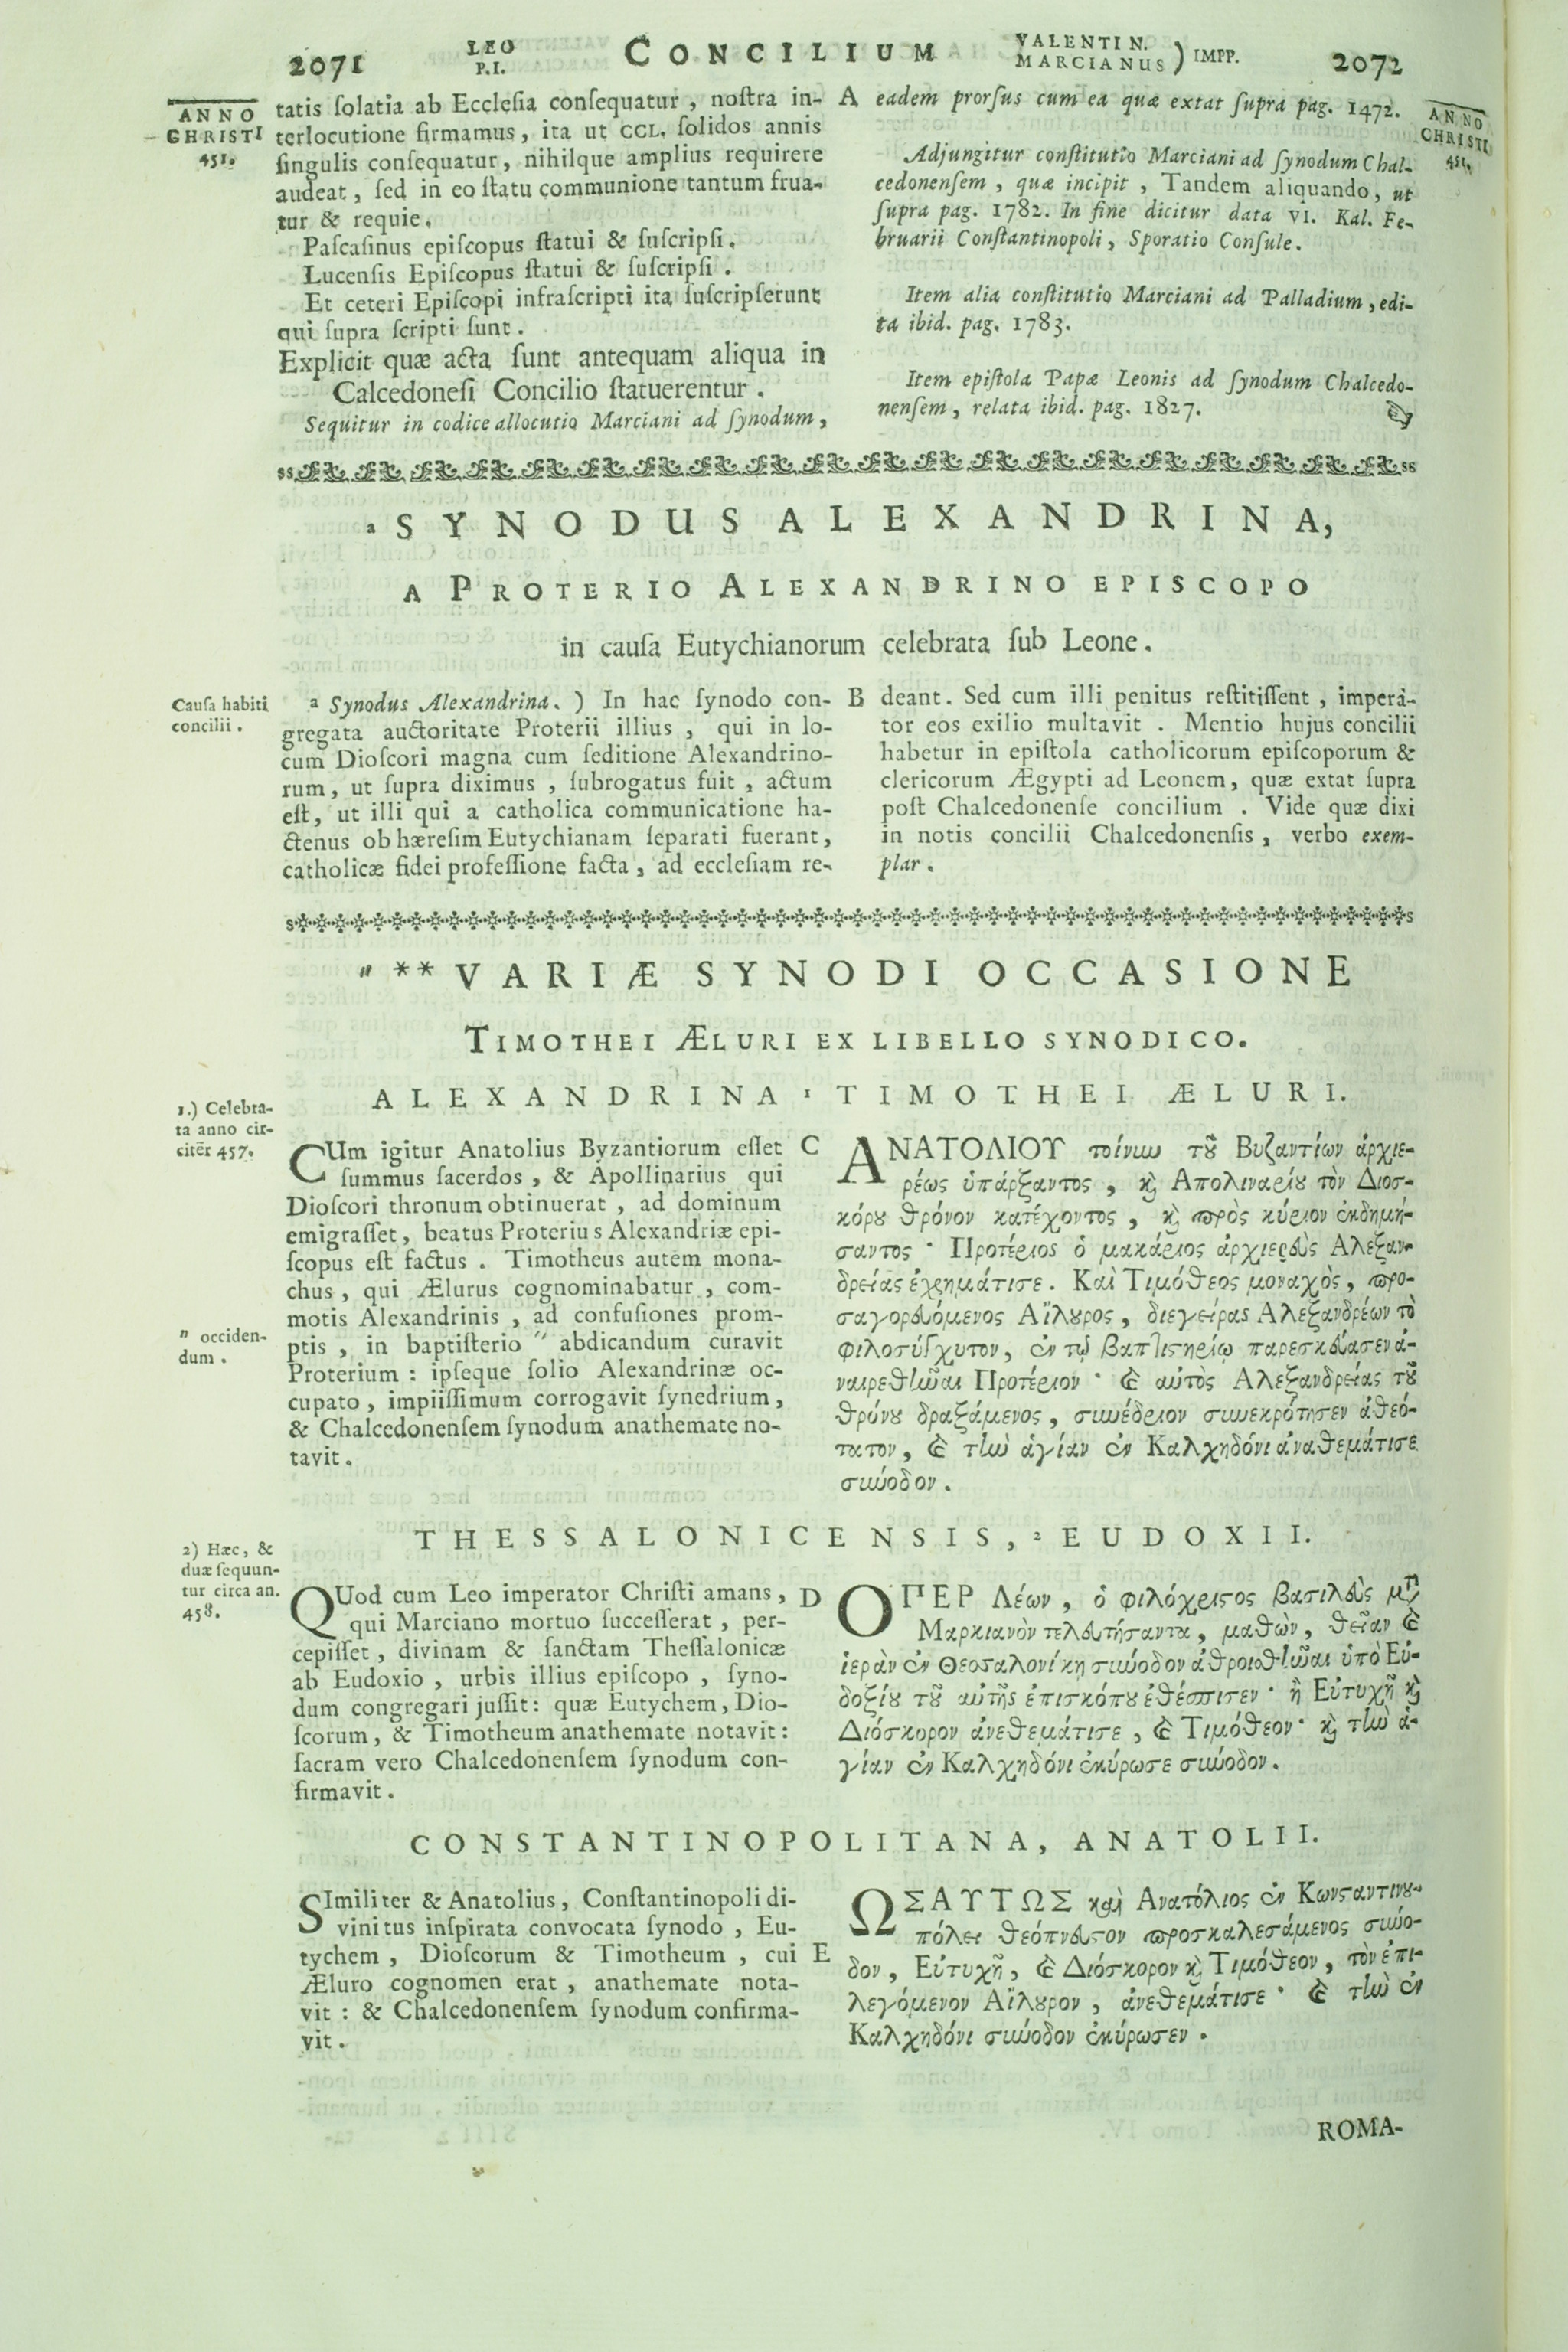 2071 LEO P.I. CONCILIUM VALENTIN. MARCIANUS ) IMPP. 2072
ANNO
CHRISTI
451.
tatis ſolatia ab Eccleſia conſequatur, noſtra in-
terlocutione firmamus, ita ut CCL. ſolidos annis
ſingulis conſequatur, nihilque amplius requirere
audeat, ſed in eo ſtatu communione tantum frua-
tur & requie.
Paſcaſinus epiſcopus ſtatui & ſuſcripſi.
Lucenſis Epiſcopus ſtatui & ſuſcripſi.
Et ceteri Epiſcopi infraſcripti ita ſuſcripſerunt
qui ſupra ſcripti ſunt.
Explicit quæ acta ſunt antequam aliqua in
Calcedoneſi Concilio ſtatuerentur.
Sequitur in codice allocutio Marciani ad ſynodum,
A
eadem prorſus cum ea quæ extat ſupra pag. 1472.
Adjungitur conſtitutio Marciani ad ſynodum Chal-
cedonenſem, quæ incipit, Tandem aliquando, ut
ſupra pag. 1782. In fine dicitur data VI. Kal. Fe-
bruarii Conſtantinopoli, Sporatio Conſule.
Item alia conſtitutio Marciani ad Palladium, edi-
ta ibid. pag. 1783.
Item epiſtola Papæ Leonis ad ſynodum Chalcedo-
nenſem, relata ibid. pag. 1827.
ANNO
CHRISTI
451.
a SYNODUS ALEXANDRINA,
A PROTERIO ALEXANDRINO EPISCOPO
in cauſa Eutychianorum celebrata ſub Leone.
Cauſa habiti
concilii.
a Synodus Alexandrina. ) In hac ſynodo con-
gregata auctoritate Proterii illius, qui in lo-
cum Dioſcori magna cum ſeditione Alexandrino-
rum, ut ſupra diximus, ſubrogatus fuit, actum
eſt, ut illi qui a catholica communicatione ha-
ctenus ob hæreſim Eutychianam ſeparati fuerant,
catholicæ fidei profeſſione facta, ad eccleſiam re-
B
deant. Sed cum illi penitus reſtitiſſent, impera-
tor eos exilio multavit. Mentio hujus concilii
habetur in epiſtola catholicorum epiſcoporum &
clericorum Ægypti ad Leonem, quæ extat ſupra
poſt Chalcedonenſe concilium. Vide quæ dixi
in notis concilii Chalcedonenſis, verbo exem-
plar.
" ** VARIÆ SYNODI OCCASIONE
TIMOTHEI ÆLURI EX LIBELLO SYNODICO.
ALEXANDRINA 1 TIMOTHEI ÆLURI.
1.) Celebra-
ta anno cir-
citer 457.
CUm igitur Anatolius Byzantiorum eſſet
ſummus ſacerdos, & Apollinarius qui
Dioſcori thronum obtinuerat, ad dominum
emigraſſet, beatus Proterius Alexandriæ epi-
ſcopus eſt factus. Timotheus autem mona-
chus, qui Ælurus cognominabatur, com-
motis Alexandrinis, ad confuſiones prom-
ptis, in baptiſterio " abdicandum curavit
Proterium: ipſeque ſolio Alexandrinæ oc-
cupato, impiiſſimum corrogavit ſynedrium,
& Chalcedonenſem ſynodum anathemate no-
tavit.
" occiden-
dum.
C
ΑΝΑΤΟΛΙΟΥ τοίνυν τοῦ Βυζαντίων ἀρχιε-
ρέως ὑπάρξαντος, καὶ Απολιναρίου τὸν Διοσ-
κόρου θρόνον κατέχοντος, καὶ πρὸς κύριον ἐκδημή-
σαντος· Προτέριος ὁ μακάριος ἀρχιερεὺς Αλεξαν-
δρείας ἐχρημάτισε. Καὶ Τιμόθεος μοναχὸς, προ-
σαγορευόμενος Αἴλουρος, διεγείρας Αλεξανδρέων τὸ
φιλοσύγχυτον, ἐν τῷ βαπτιστηρίῳ παρεσκεύασεν ἀ-
ναιρεθῆναι Προτέριον· καὶ αὐτὸς Αλεξανδρείας τοῦ
θρόνου δραξάμενος, συνέδριον συνεκρότησεν ἀθεό-
τατον, καὶ τὴν ἁγίαν ἐν Καλχηδόνι ἀναθεμάτισε
σύνοδον.
THESSALONICENSIS, 2 EUDOXII.
2) Hæc, &
duæ ſequun-
tur circa an.
458.
QUod cum Leo imperator Chriſti amans,
qui Marciano mortuo ſucceſſerat, per-
cepiſſet, divinam & ſanctam Theſſalonicæ
ab Eudoxio, urbis illius epiſcopo, ſyno-
dum congregari juſſit: quæ Eutychem, Dio-
ſcorum, & Timotheum anathemate notavit:
ſacram vero Chalcedonenſem ſynodum con-
firmavit.
D
ΟΠΕΡ Λέων, ὁ φιλόχριστος βασιλεὺς μετὰ
Μαρκιανὸν τελευτήσαντα, μαθὼν, θείαν καὶ
ἱερὰν ἐν Θεσσαλονίκῃ σύνοδον ἀθροισθῆναι ὑπὸ Εὐ-
δοξίου τοῦ αὐτῆς ἐπισκόπου ἐθέσπισεν· ἣ Εὐτυχῆ καὶ
Διόσκορον ἀνεθεμάτισε, καὶ Τιμόθεον· καὶ τὴν ἁ-
γίαν ἐν Καλχηδόνι ἐκύρωσε σύνοδον.
CONSTANTINOPOLITANA, ANATOLII.
SImiliter & Anatolius, Conſtantinopoli di-
vinitus inſpirata convocata ſynodo, Eu-
tychem, Dioſcorum & Timotheum, cui
Æluro cognomen erat, anathemate nota-
vit: & Chalcedonenſem ſynodum confirma-
vit.
E
ΩΣΑΥΤΩΣ καὶ Ανατόλιος ἐν Κωνσταντινου-
πόλει θεόπνευστον προσκαλεσάμενος σύνο-
δον, Εὐτυχῆ, καὶ Διόσκορον καὶ Τιμόθεον, τὸν ἐπι-
λεγόμενον Αἴλουρον, ἀνεθεμάτισε· καὶ τὴν ἐν
Καλχηδόνι σύνοδον ἐκύρωσεν.
ROMA-